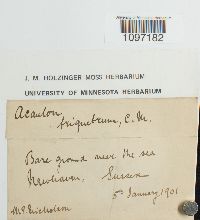 1097182
J. M. HOLZINGER MOSS HERBARIUM
UNIVERSITY OF MINNESOTA HERBARIUM
Acaulon
triquetrum, C.M.
Bare ground near the sea
Newhaven, Sussex
5th January 1901
W.E. Nicholson